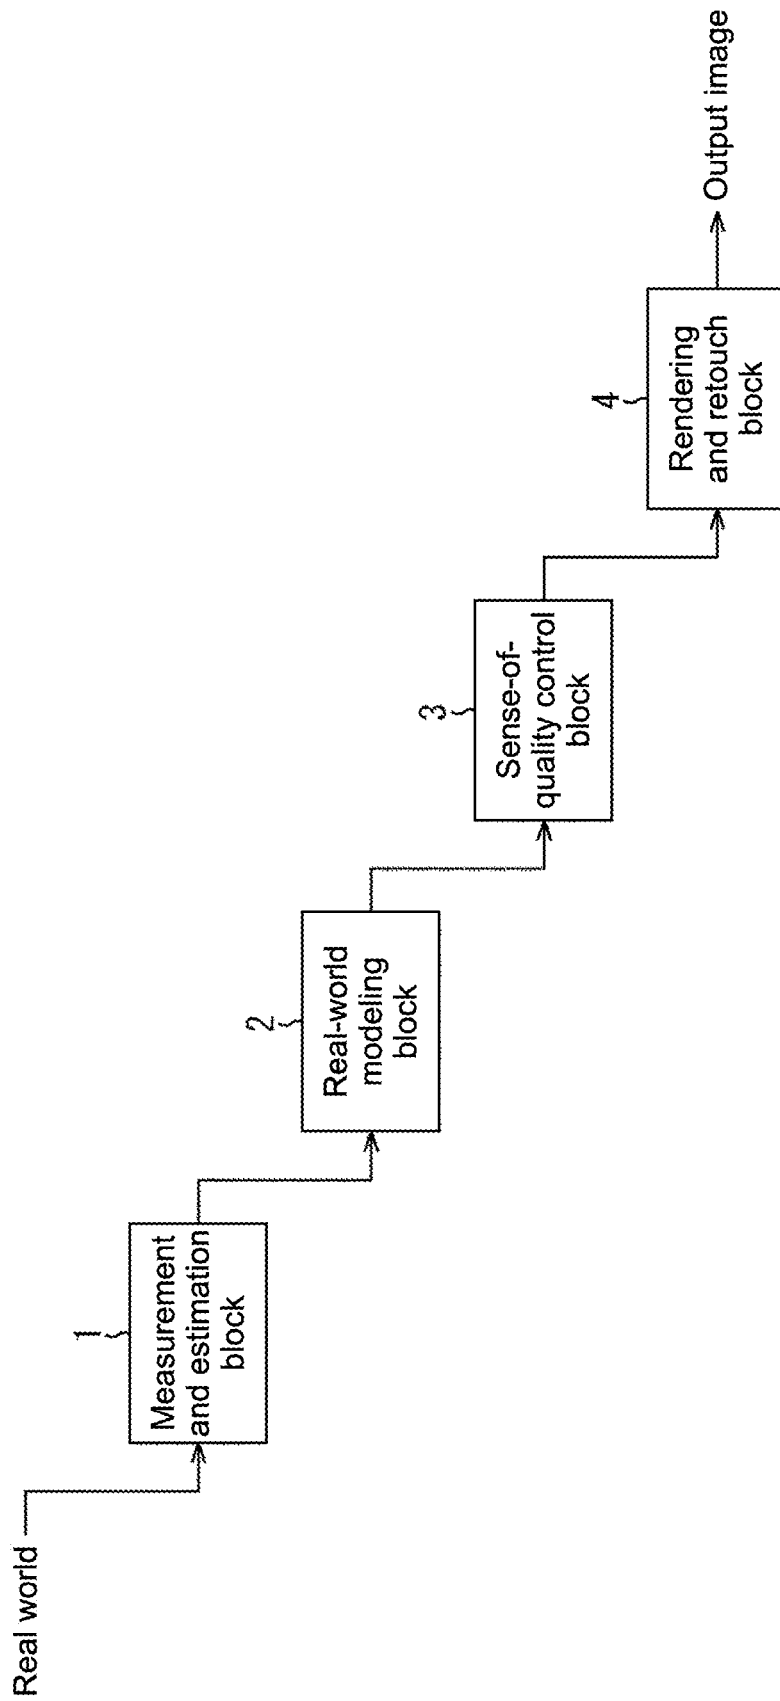 Real world
1
Measurement
and estimation
block
2
Real-world
modeling
block
3
Sense-of-
quality control
block
4
Rendering
and retouch
block
Output image